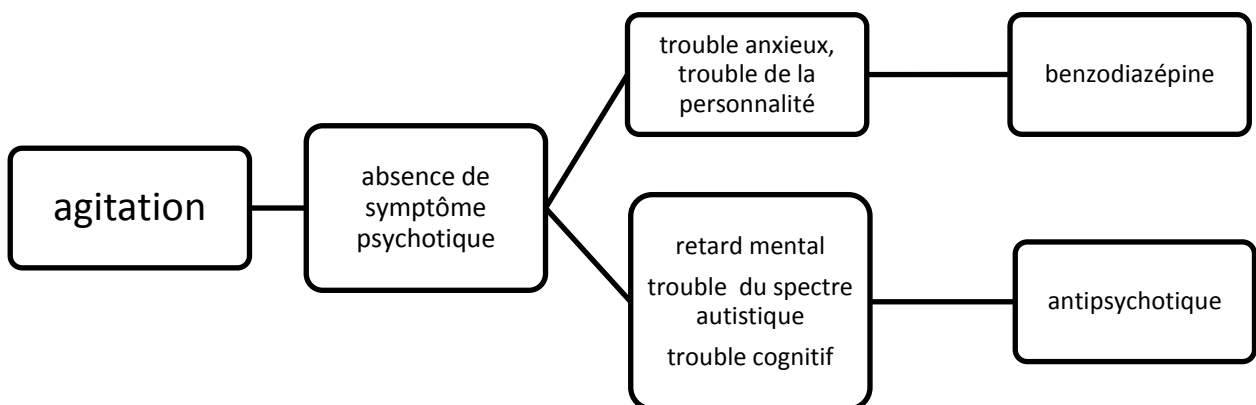 agitation
absence de
symptôme
psychotique
trouble anxieux,
trouble de la
personnalité
benzodiazépine
retard mental
trouble du spectre
autistique
trouble cognitif
antipsychotique